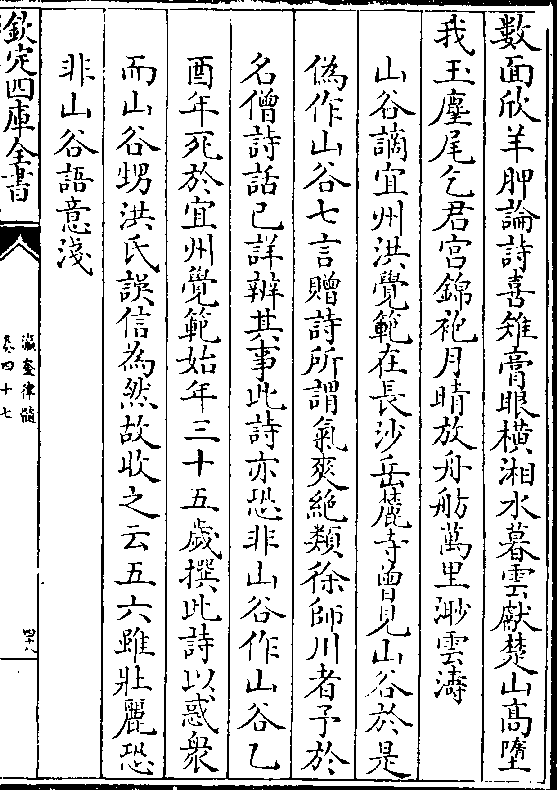 數面欣羊胛論詩喜雉膏眼橫湘水暮雲獻楚山髙墮
我玉麈尾乞君宫錦袍月晴放舟舫萬里渺雲濤
山谷謫宜州洪覺範在長沙岳麓寺曽見山谷於是
偽作山谷七言贈詩所謂氣爽絶類徐師川者予於
名僧詩話已詳辨其事此詩亦恐非山谷作山谷乙
酉年死於宜州覺範始年三十五歲撰此詩以惑衆
而山谷甥洪氏誤信為然故收之云五六雖壯麗恐
非山谷語意淺
欽定四庫全書
瀛奎律髓
卷四十七